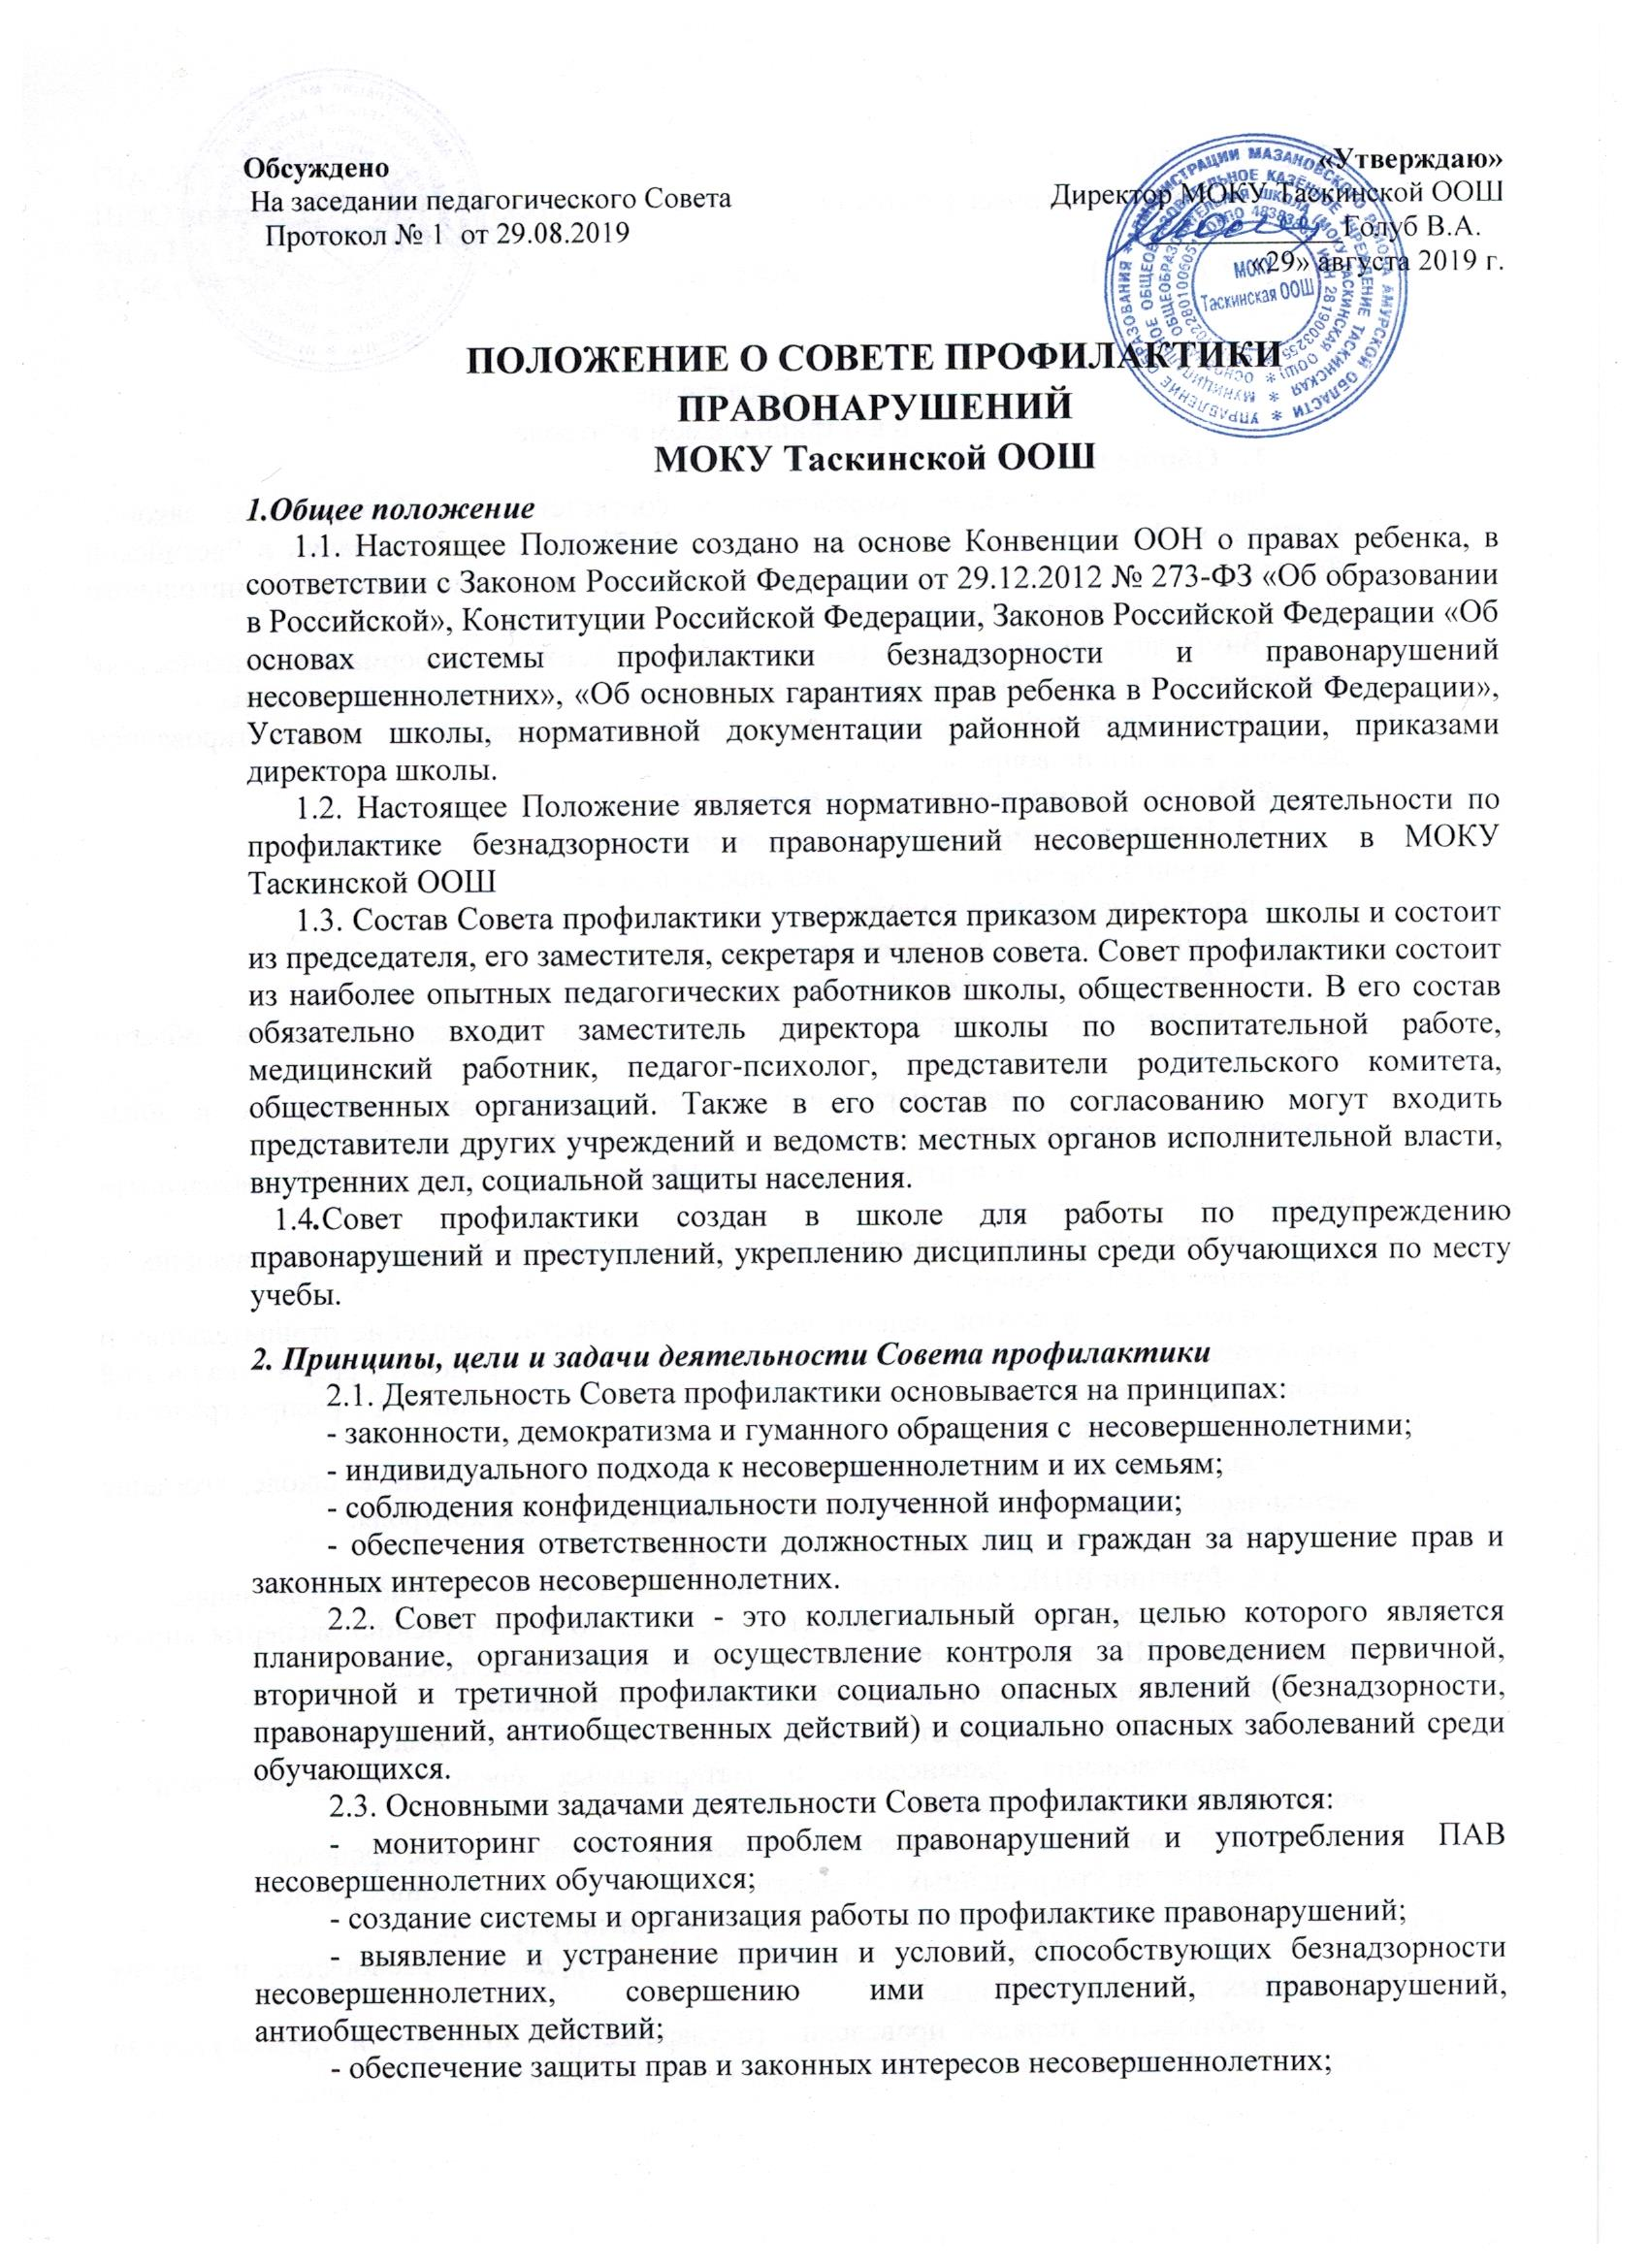 Обсуждено
На заседании педагогического Совета
Протокол № 1 от 29.08.2019
«Утверждаю»
Директор МОКУ Таскинской ООШ
Голуб В.А.
«29» августа 2019 г.
МОКУ
Таскинская ООШ
ПОЛОЖЕНИЕ О СОВЕТЕ ПРОФИЛАКТИКИ
ПРАВОНАРУШЕНИЙ
МОКУ Таскинской ООШ
1.Общее положение
1.1. Настоящее Положение создано на основе Конвенции ООН о правах ребенка, в
соответствии с Законом Российской Федерации от 29.12.2012 № 273-ФЗ «Об образовании
в Российской», Конституции Российской Федерации, Законов Российской Федерации «Об
основах системы профилактики безнадзорности и правонарушений
несовершеннолетних», «Об основных гарантиях прав ребенка в Российской Федерации»,
Уставом школы, нормативной документации районной администрации, приказами
директора школы.
1.2. Настоящее Положение является нормативно-правовой основой деятельности по
профилактике безнадзорности и правонарушений несовершеннолетних в МОКУ
Таскинской ООШ
1.3. Состав Совета профилактики утверждается приказом директора школы и состоит
из председателя, его заместителя, секретаря и членов совета. Совет профилактики состоит
из наиболее опытных педагогических работников школы, общественности. В его состав
обязательно входит заместитель директора школы по воспитательной работе,
медицинский работник, педагог-психолог, представители родительского комитета,
общественных организаций. Также в его состав по согласованию могут входить
представители других учреждений и ведомств: местных органов исполнительной власти,
внутренних дел, социальной защиты населения.
1.4.Совет профилактики создан в школе для работы по предупреждению
правонарушений и преступлений, укреплению дисциплины среди обучающихся по месту
учебы.
2. Принципы, цели и задачи деятельности Совета профилактики
2.1. Деятельность Совета профилактики основывается на принципах:
- законности, демократизма и гуманного обращения с несовершеннолетними;
- индивидуального подхода к несовершеннолетним и их семьям;
- соблюдения конфиденциальности полученной информации;
- обеспечения ответственности должностных лиц и граждан за нарушение прав и
законных интересов несовершеннолетних.
2.2. Совет профилактики - это коллегиальный орган, целью которого является
планирование, организация и осуществление контроля за проведением первичной,
вторичной и третичной профилактики социально опасных явлений (безнадзорности,
правонарушений, антиобщественных действий) и социально опасных заболеваний среди
обучающихся.
2.3. Основными задачами деятельности Совета профилактики являются:
- мониторинг состояния проблем правонарушений и употребления ПАВ
несовершеннолетних обучающихся;
- создание системы и организация работы по профилактике правонарушений;
- выявление и устранение причин и условий, способствующих безнадзорности
несовершеннолетних, совершению ими преступлений, правонарушений,
антиобщественных действий;
- обеспечение защиты прав и законных интересов несовершеннолетних;